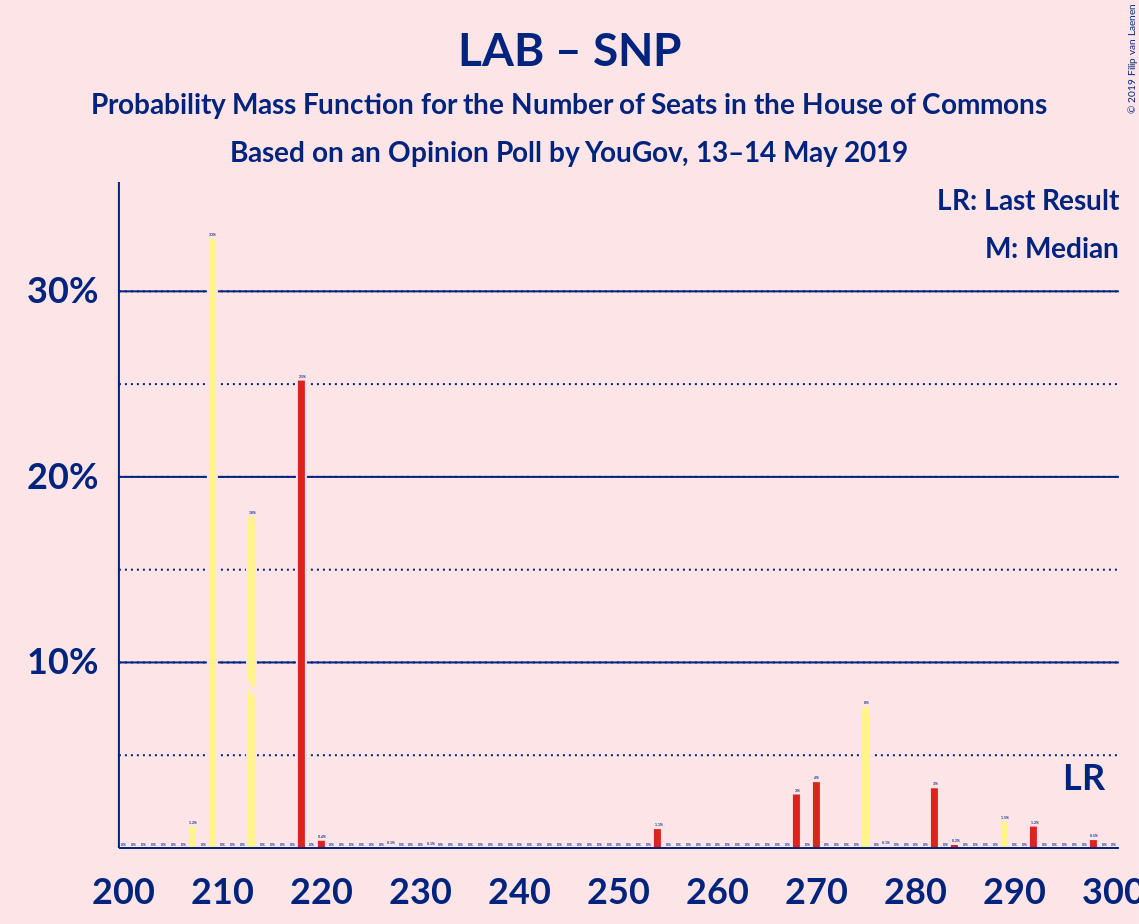 © 2019 Filip van Laenen
LAB – SNP
Probability Mass Function for the Number of Seats in the House of Commons
Based on an Opinion Poll by YouGov, 13–14 May 2019
LR: Last Result
M: Median
30%
20%
10%
LR
200 210 220 230 240 250 260 270 280 290 300